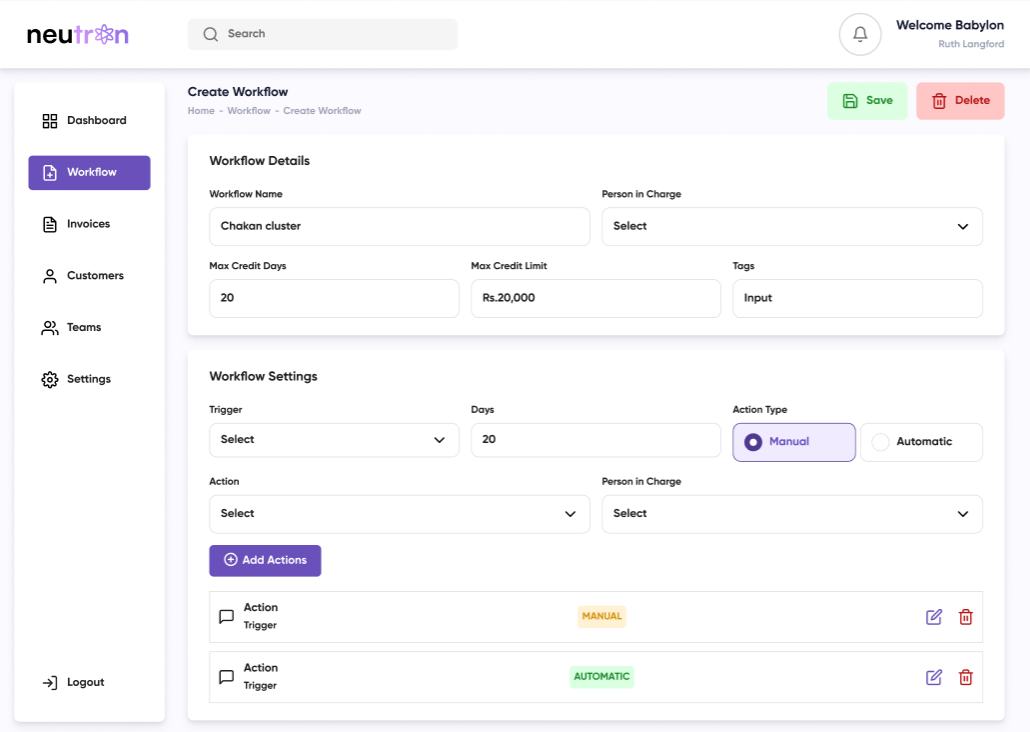 neutron
Search
Welcome Babylon
Ruth Langford
Dashboard
Workflow
Invoices
Customers
Teams
Settings
Logout
Create Workflow
Home - Workflow - Create Workflow
Save
Delete
Workflow Details
Workflow Name
Person in Charge
Chakan cluster
Select
Max Credit Days
Max Credit Limit
Tags
20
Rs.20,000
Input
Workflow Settings
Trigger
Days
Action Type
Select
20
Manual
Automatic
Action
Person in Charge
Select
Select
Add Actions
Action
Trigger
MANUAL
Action
Trigger
AUTOMATIC